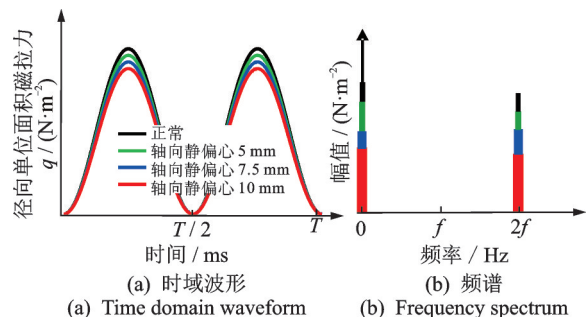 径向单位面积磁拉力
q / (N·m⁻²)
正常
轴向静偏心 5 mm
轴向静偏心 7.5 mm
轴向静偏心 10 mm
T / 2
T
时间 / ms
(a) 时域波形
(a) Time domain waveform
幅值 / (N·m⁻²)
0
f
2f
频率 / Hz
(b) 频谱
(b) Frequency spectrum